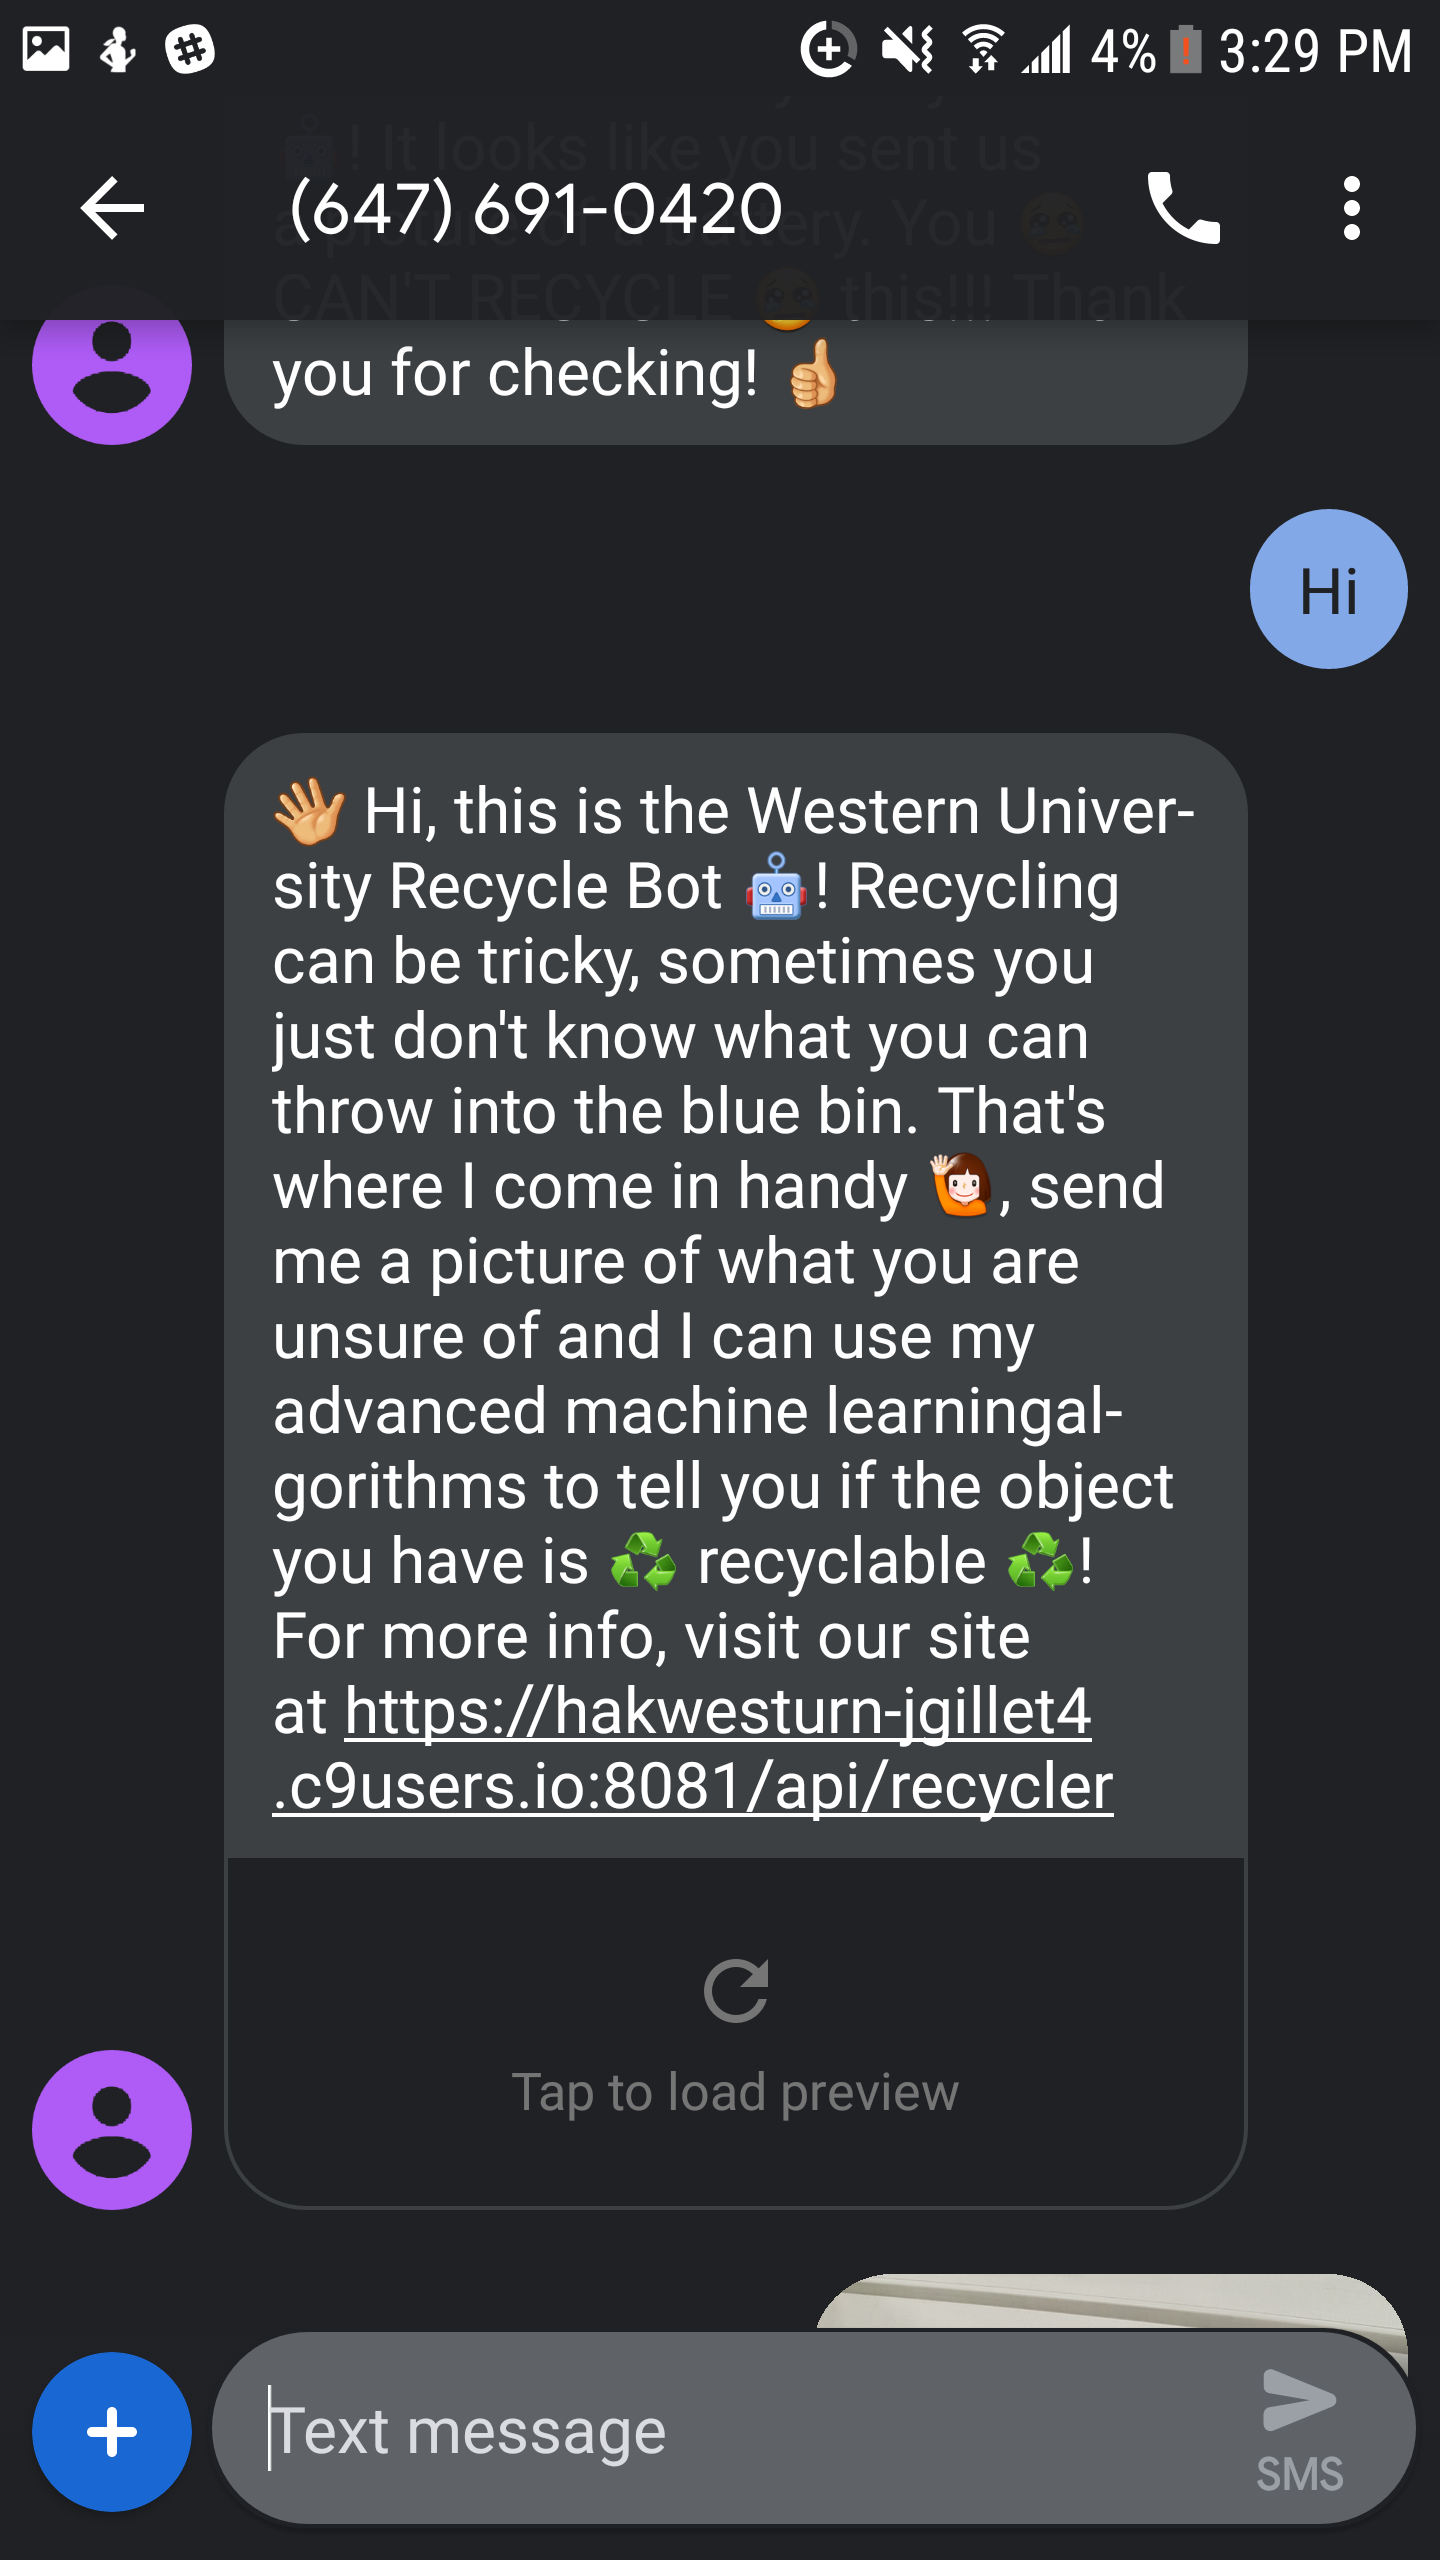 4% 3:29 PM
🤖! It looks like you sent us
(647) 691-0420
a picture of a battery. You 😢
CAN'T RECYCLE 😢 this!!! Thank
you for checking! 👍
Hi
👋 Hi, this is the Western Univer-
sity Recycle Bot 🤖! Recycling
can be tricky, sometimes you
just don't know what you can
throw into the blue bin. That's
where I come in handy 🙋, send
me a picture of what you are
unsure of and I can use my
advanced machine learningal-
gorithms to tell you if the object
you have is ♻️ recyclable ♻️!
For more info, visit our site
at https://hakwesturn-jgillet4
.c9users.io:8081/api/recycler
Tap to load preview
Text message
SMS